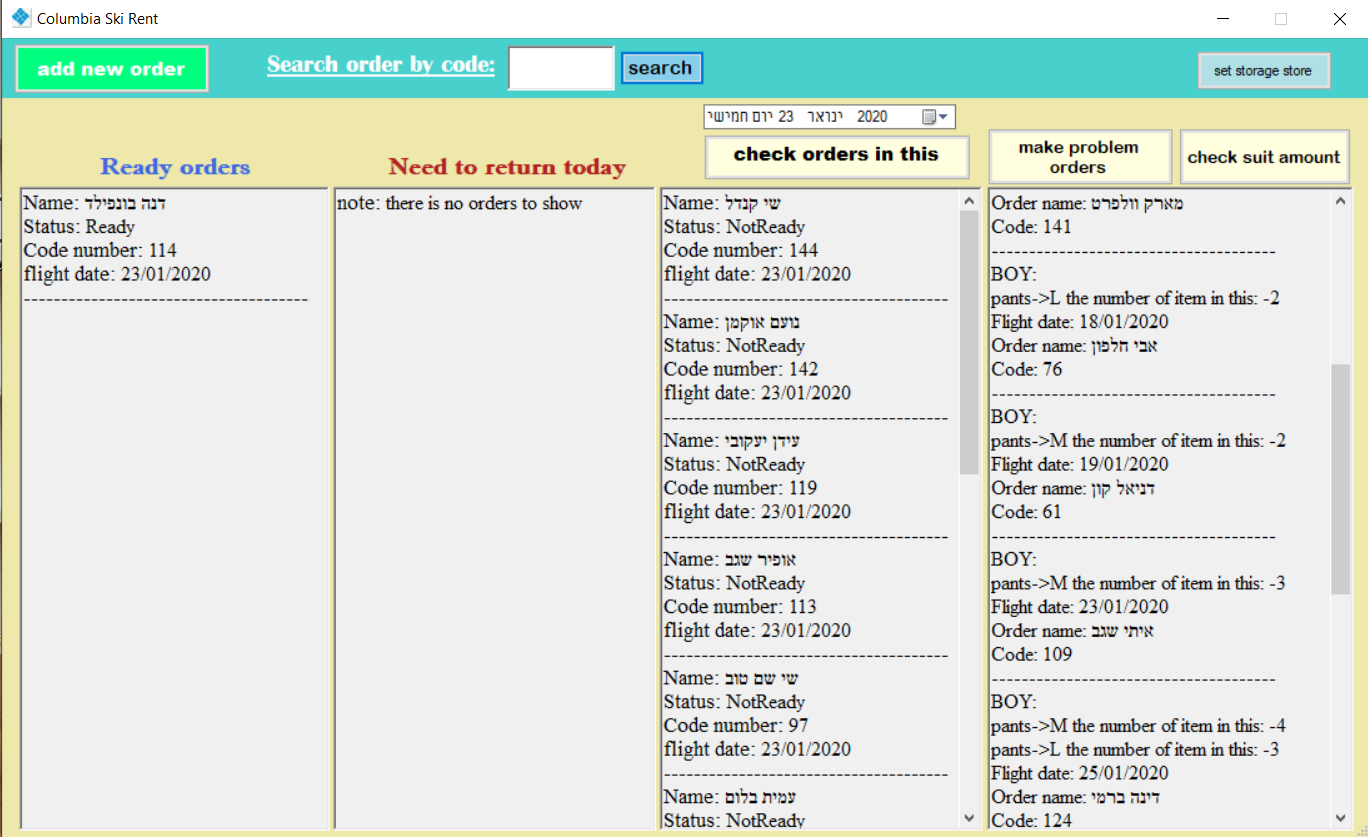 Columbia Ski Rent
add new order
Search order by code:
search
set storage store
יום חמישי 23 ינואר 2020
check orders in this
make problem
orders
check suit amount
Ready orders
Need to return today
Name: דנה בונפילד
Status: Ready
Code number: 114
flight date: 23/01/2020
--------------------------------------
note: there is no orders to show
Name: שי קנדל
Status: NotReady
Code number: 144
flight date: 23/01/2020
--------------------------------------
Name: נועם אוקמן
Status: NotReady
Code number: 142
flight date: 23/01/2020
--------------------------------------
Name: עידן יעקובי
Status: NotReady
Code number: 119
flight date: 23/01/2020
--------------------------------------
Name: אופיר שגב
Status: NotReady
Code number: 113
flight date: 23/01/2020
--------------------------------------
Name: שי שם טוב
Status: NotReady
Code number: 97
flight date: 23/01/2020
--------------------------------------
Name: עמית בלום
Status: NotReady
Order name: מארק וולפרט
Code: 141
--------------------------------------
BOY:
pants->L the number of item in this: -2
Flight date: 18/01/2020
Order name: אבי חלפון
Code: 76
--------------------------------------
BOY:
pants->M the number of item in this: -2
Flight date: 19/01/2020
Order name: דניאל קון
Code: 61
--------------------------------------
BOY:
pants->M the number of item in this: -3
Flight date: 23/01/2020
Order name: איתי שגב
Code: 109
--------------------------------------
BOY:
pants->M the number of item in this: -4
pants->L the number of item in this: -3
Flight date: 25/01/2020
Order name: דינה ברמי
Code: 124